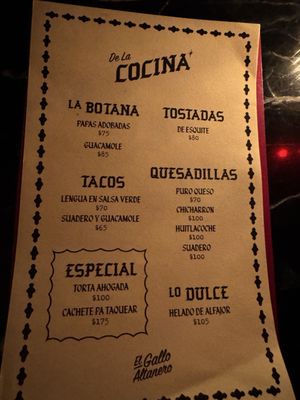 De La
COCINA
LA BOTANA
PAPAS ADOBADAS
$75
GUACAMOLE
$85
TOSTADAS
DE ESQUITE
$80
TACOS
LENGUA EN SALSA VERDE
$70
SUADERO Y GUACAMOLE
$65
QUESADILLAS
PURO QUESO
$70
CHICHARRON
$100
HUITLACOCHE
$100
SUADERO
$100
ESPECIAL
TORTA AHOGADA
$100
CACHETE PA TAQUEAR
$175
LO DULCE
HELADO DE ALFAJOR
$105
El Gallo
Altanero